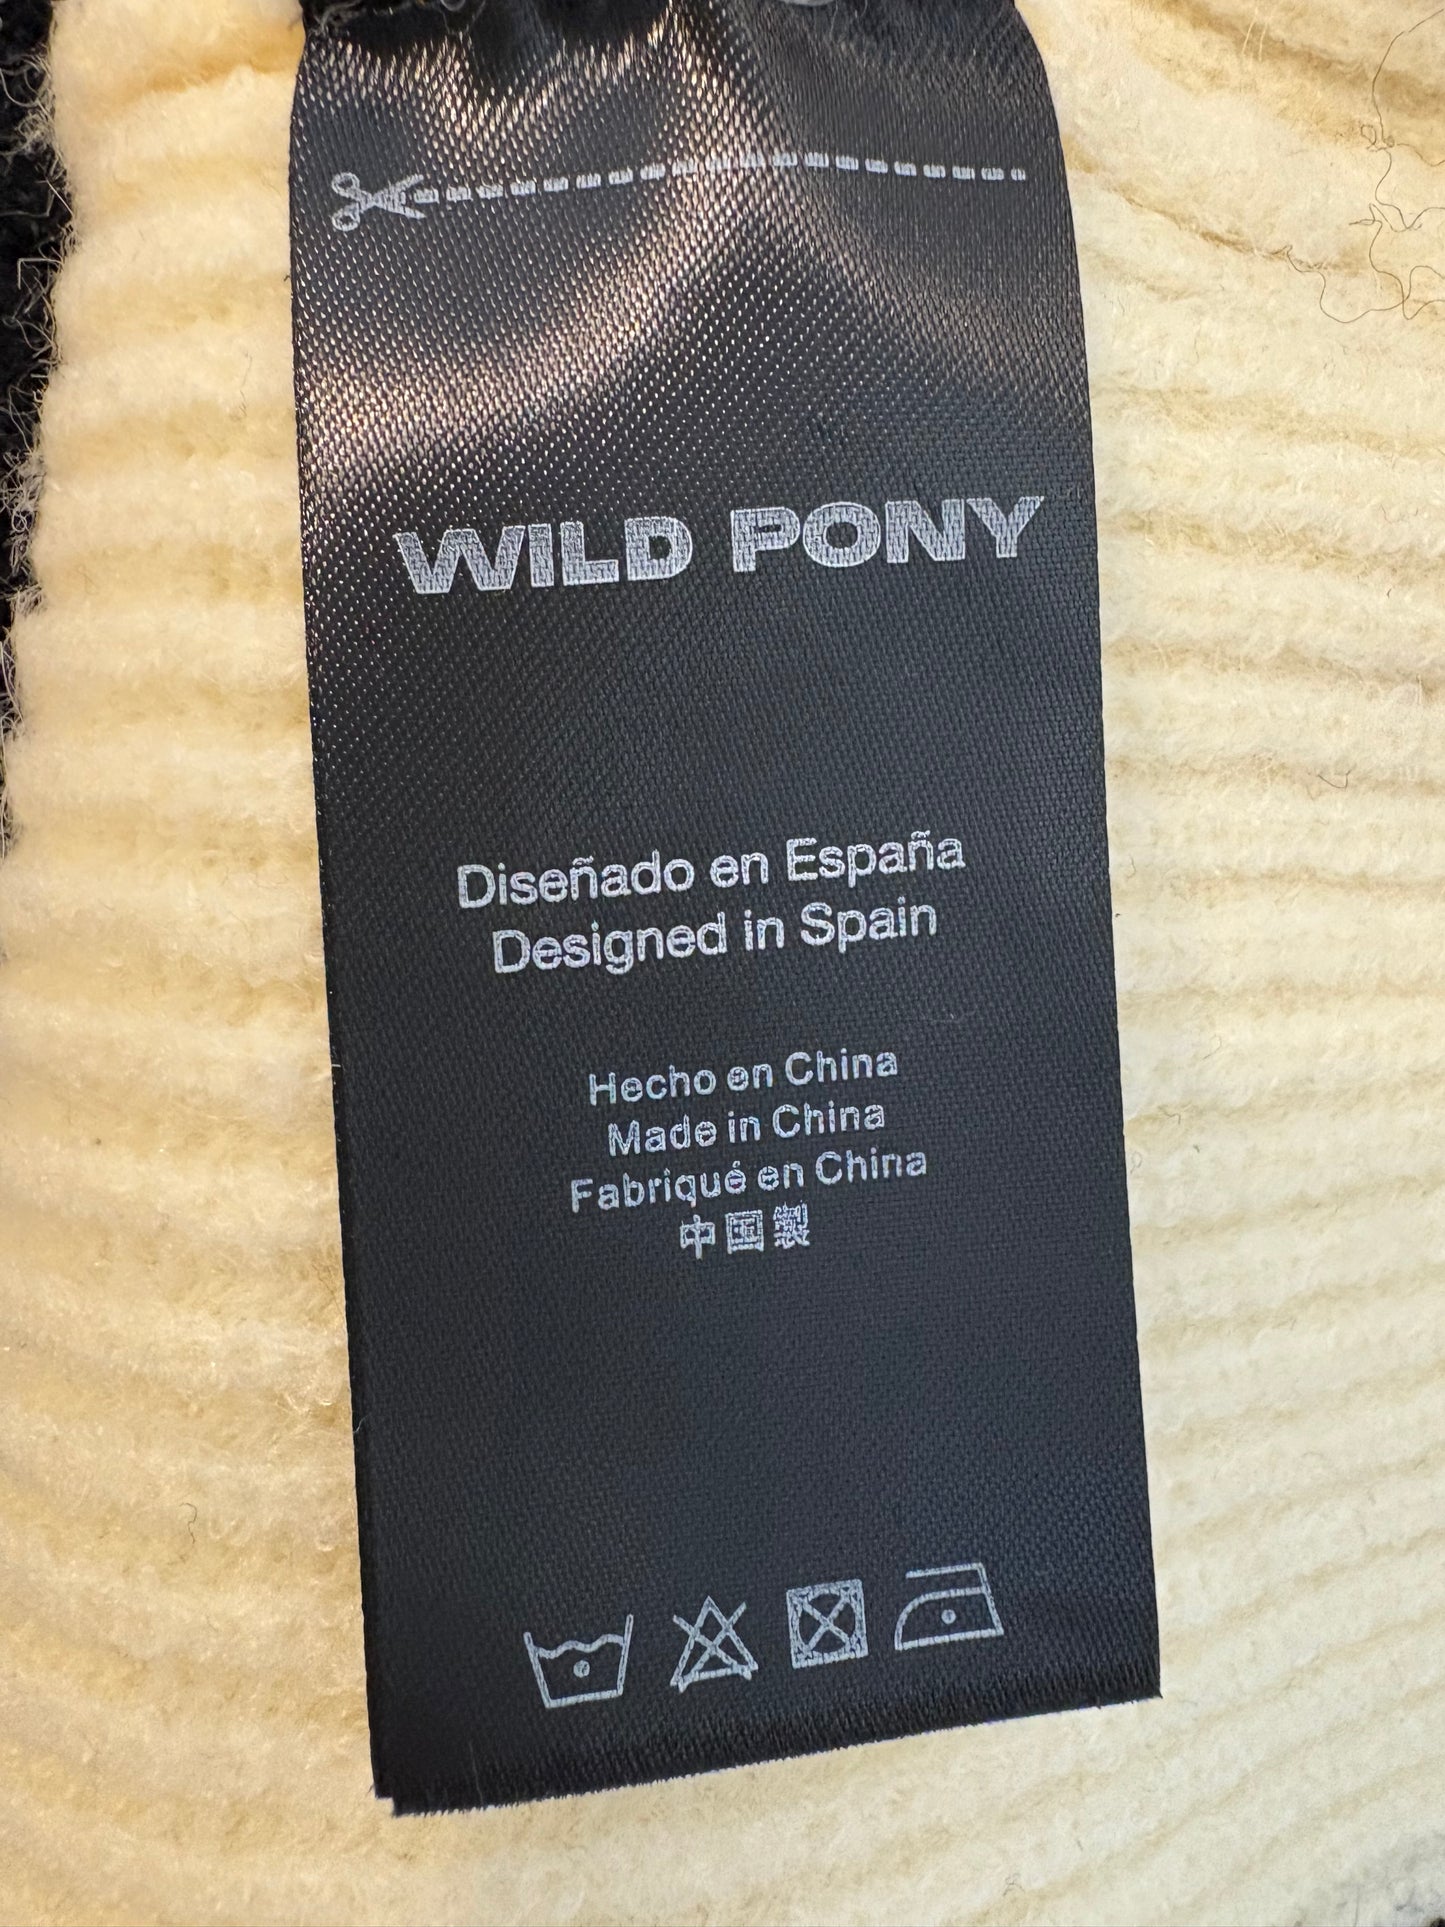 WILD PONY
Diseñado en España
Designed in Spain
Hecho en China
Made in China
Fabriqué en China
中国製